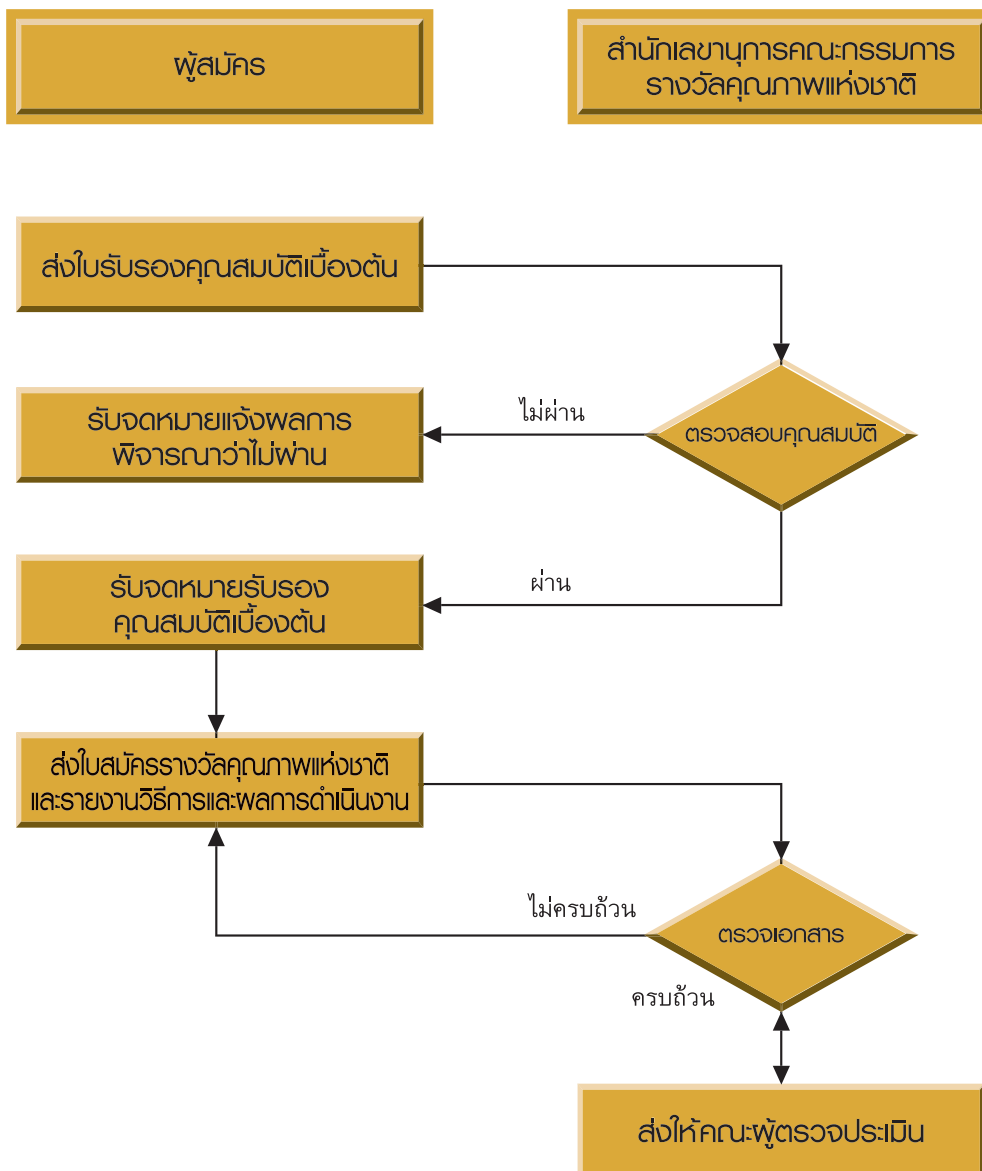 ผู้สมัคร
สำนักเลขานุการคณะกรรมการ
รางวัลคุณภาพแห่งชาติ
ส่งใบรับรองคุณสมบัติเบื้องต้น
รับจดหมายแจ้งผลการ
พิจารณาว่าไม่ผ่าน
ไม่ผ่าน
ตรวจสอบคุณสมบัติ
รับจดหมายรับรอง
คุณสมบัติเบื้องต้น
ผ่าน
ส่งใบสมัครรางวัลคุณภาพแห่งชาติ
และรายงานวิธีการและผลการดำเนินงาน
ไม่ครบถ้วน
ตรวจเอกสาร
ครบถ้วน
ส่งให้คณะผู้ตรวจประเมิน